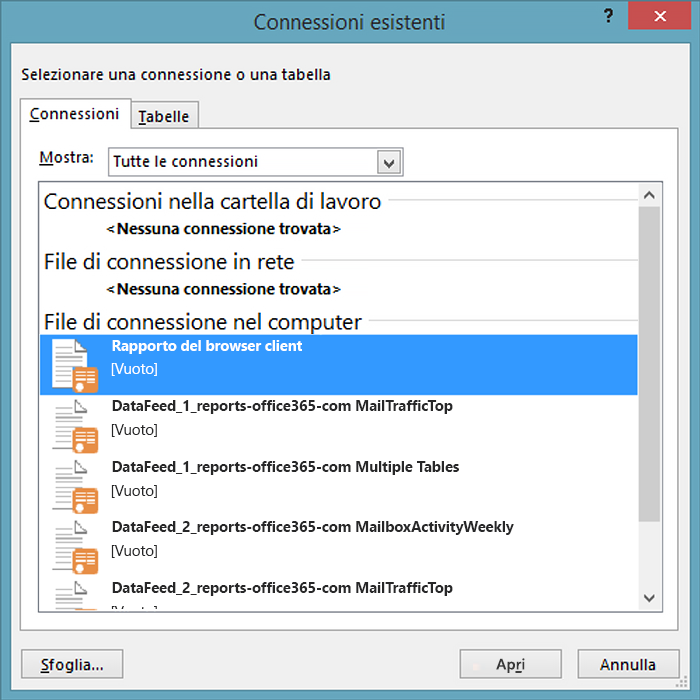 Connessioni esistenti
?
Selezionare una connessione o una tabella
Connessioni
Tabelle
Mostra:
Tutte le connessioni
Connessioni nella cartella di lavoro
<Nessuna connessione trovata>
File di connessione in rete
<Nessuna connessione trovata>
File di connessione nel computer
Rapporto del browser client
[Vuoto]
DataFeed_1_reports-office365-com MailTrafficTop
[Vuoto]
DataFeed_1_reports-office365-com Multiple Tables
[Vuoto]
DataFeed_2_reports-office365-com MailboxActivityWeekly
[Vuoto]
DataFeed_2_reports-office365-com MailTrafficTop
Sfoglia...
Apri
Annulla